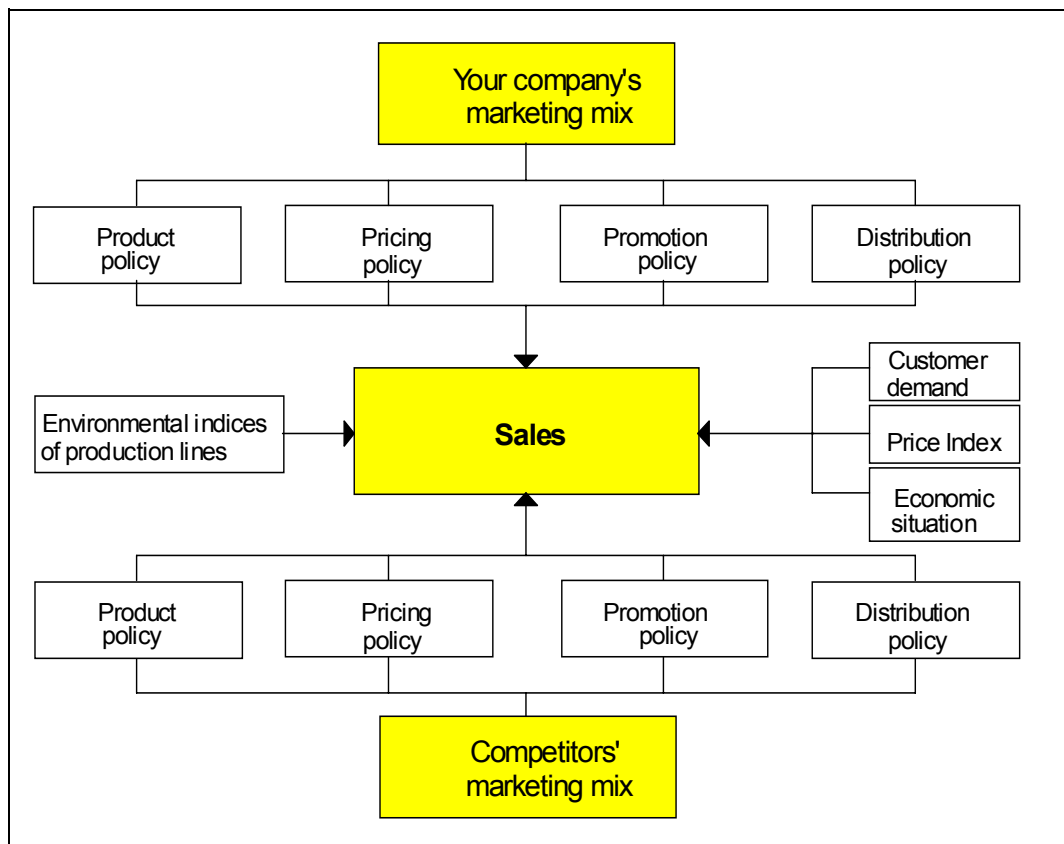 Your company's
marketing mix
Product
policy
Pricing
policy
Promotion
policy
Distribution
policy
Customer
demand
Environmental indices
of production lines
Sales
Price Index
Economic
situation
Product
policy
Pricing
policy
Promotion
policy
Distribution
policy
Competitors'
marketing mix